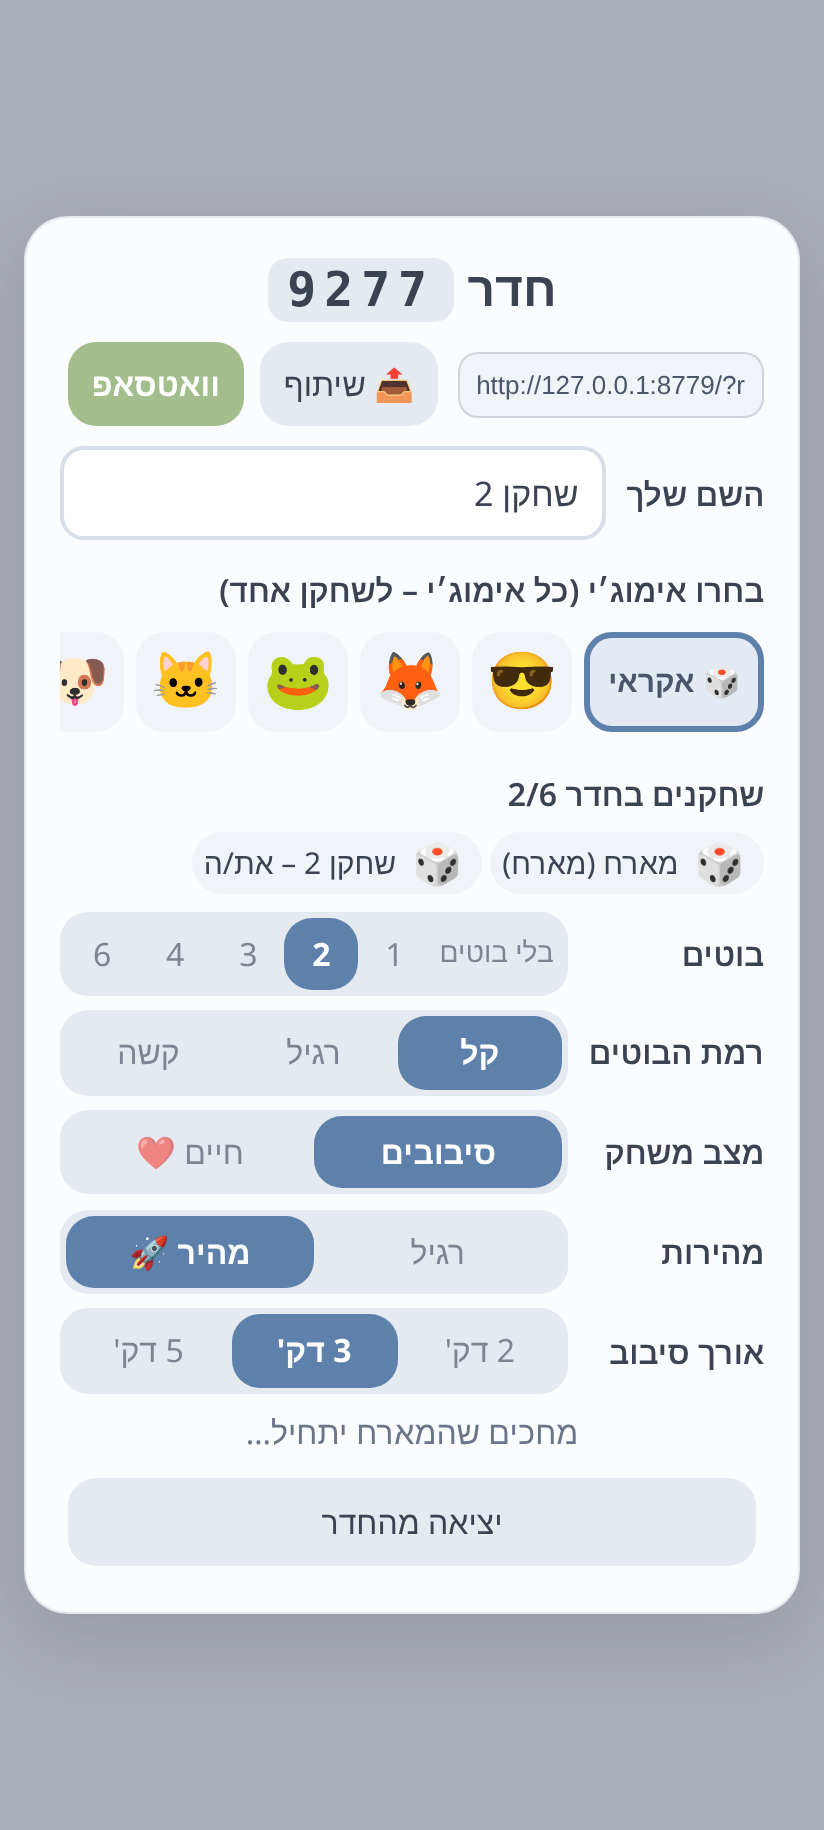 חדר 9277
http://127.0.0.1:8779/?r 📤 שיתוף וואטסאפ
השם שלך שחקן 2
בחרו אימוג׳י (כל אימוג׳י – לשחקן אחד)
🎲 אקראי 😎 🦊 🐸 🐱 🐶
שחקנים בחדר 2/6
🎲 מארח (מארח) 🎲 שחקן 2 – את/ה
בוטים בלי בוטים 1 2 3 4 6
רמת הבוטים קל רגיל קשה
מצב משחק סיבובים חיים ❤️
מהירות רגיל מהיר 🚀
אורך סיבוב 2 דק' 3 דק' 5 דק'
מחכים שהמארח יתחיל...
יציאה מהחדר